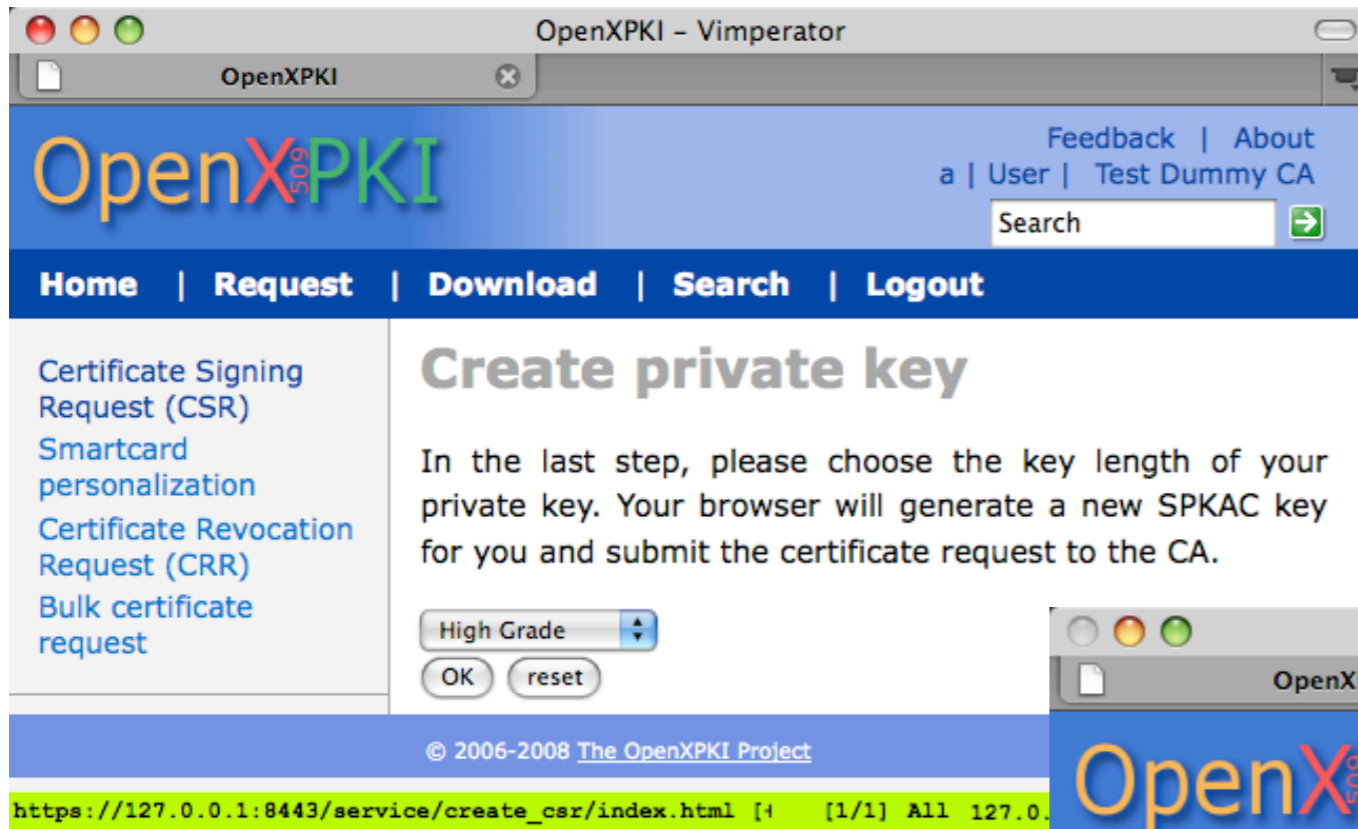 OpenXPKI – Vimperator
OpenXPKI
OpenX509PKI
Feedback | About
a | User | Test Dummy CA
Search
Home | Request | Download | Search | Logout
Certificate Signing
Request (CSR)
Smartcard
personalization
Certificate Revocation
Request (CRR)
Bulk certificate
request
Create private key
In the last step, please choose the key length of your
private key. Your browser will generate a new SPKAC key
for you and submit the certificate request to the CA.
High Grade
OK reset
© 2006-2008 The OpenXPKI Project
https://127.0.0.1:8443/service/create_csr/index.html [+ [1/1] All 127.0.
OpenX
OpenX509